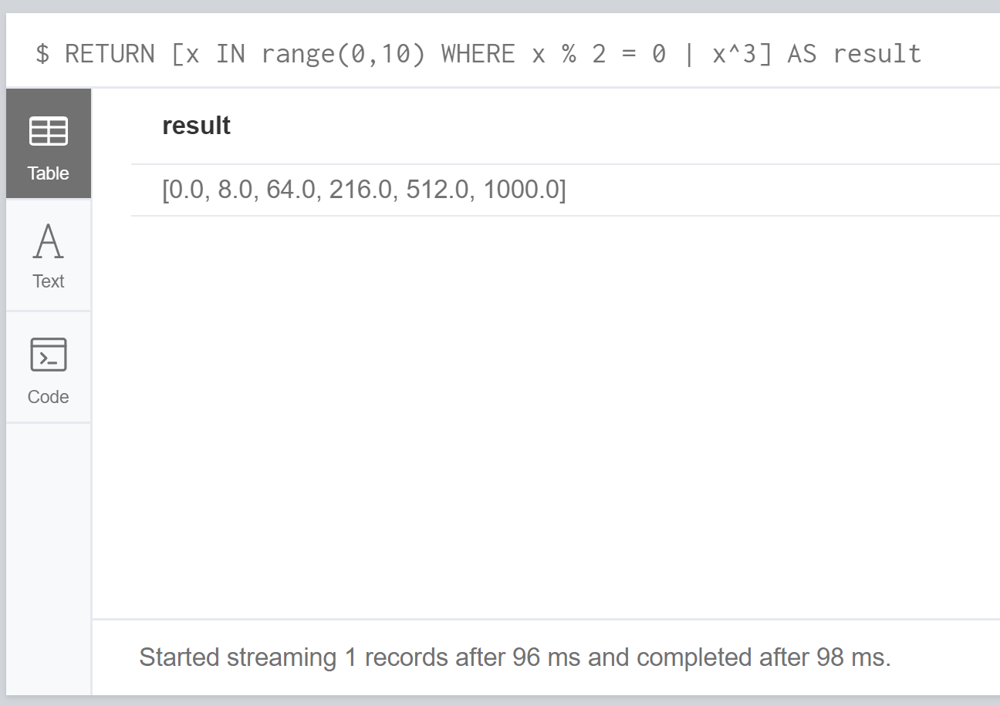 $ RETURN [x IN range(0,10) WHERE x % 2 = 0 | x^3] AS result
Table
result
[0.0, 8.0, 64.0, 216.0, 512.0, 1000.0]
Text
Code
Started streaming 1 records after 96 ms and completed after 98 ms.